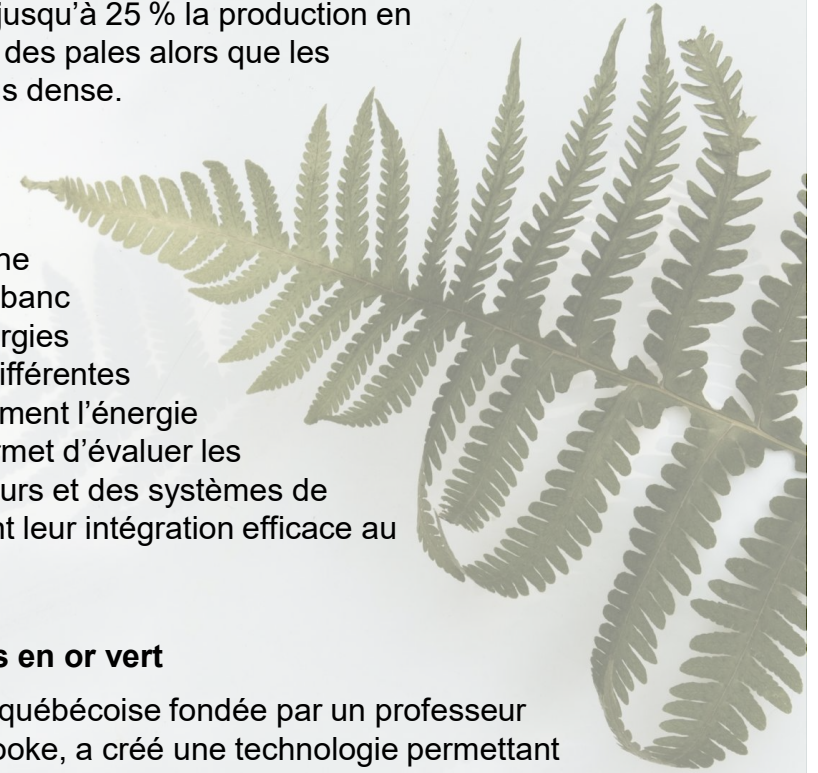 jusqu’à 25 % la production en
des pales alors que les
s dense.
ne
banc
rgies
ifférentes
ment l’énergie
rmet d’évaluer les
urs et des systèmes de
nt leur intégration efficace au
s en or vert
québécoise fondée par un professeur
ooke, a créé une technologie permettant